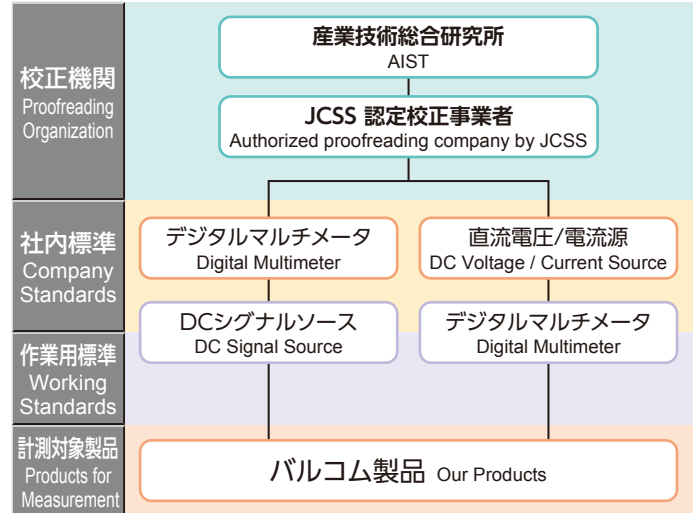 校正機関
Proofreading
Organization
産業技術総合研究所
AIST
JCSS 認定校正事業者
Authorized proofreading company by JCSS
社内標準
Company
Standards
デジタルマルチメータ
Digital Multimeter
直流電圧/電流源
DC Voltage / Current Source
作業用標準
Working
Standards
DCシグナルソース
DC Signal Source
デジタルマルチメータ
Digital Multimeter
計測対象製品
Products for
Measurement
バルコム製品 Our Products